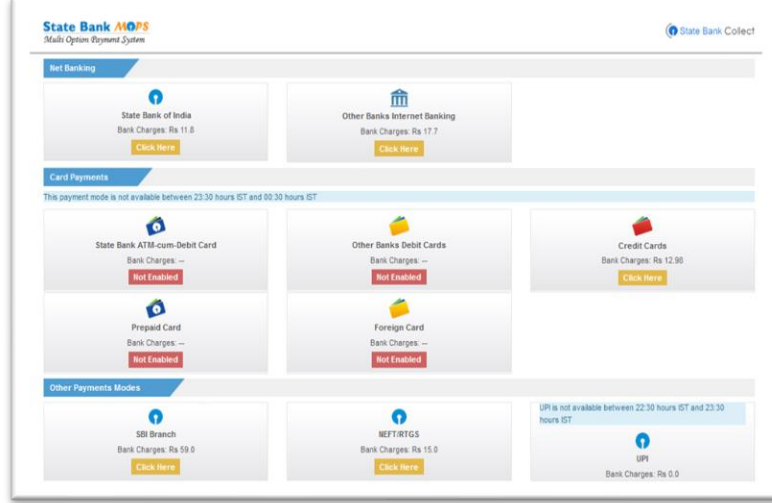 State Bank MOPS
Multi Option Payment System
State Bank Collect
Net Banking
State Bank of India
Bank Charges: Rs 11.8
Click Here
Other Banks Internet Banking
Bank Charges: Rs 17.7
Click Here
Card Payments
This payment mode is not available between 23:30 hours IST and 00:30 hours IST
State Bank ATM-cum-Debit Card
Bank Charges: --
Not Enabled
Other Banks Debit Cards
Bank Charges: --
Not Enabled
Credit Cards
Bank Charges: Rs 12.98
Click Here
Prepaid Card
Bank Charges: --
Not Enabled
Foreign Card
Bank Charges: --
Not Enabled
Other Payments Modes
SBI Branch
Bank Charges: Rs 59.0
Click Here
NEFT/RTGS
Bank Charges: Rs 15.0
Click Here
UPI is not available between 22:30 hours IST and 23:30
hours IST
UPI
Bank Charges: Rs 0.0